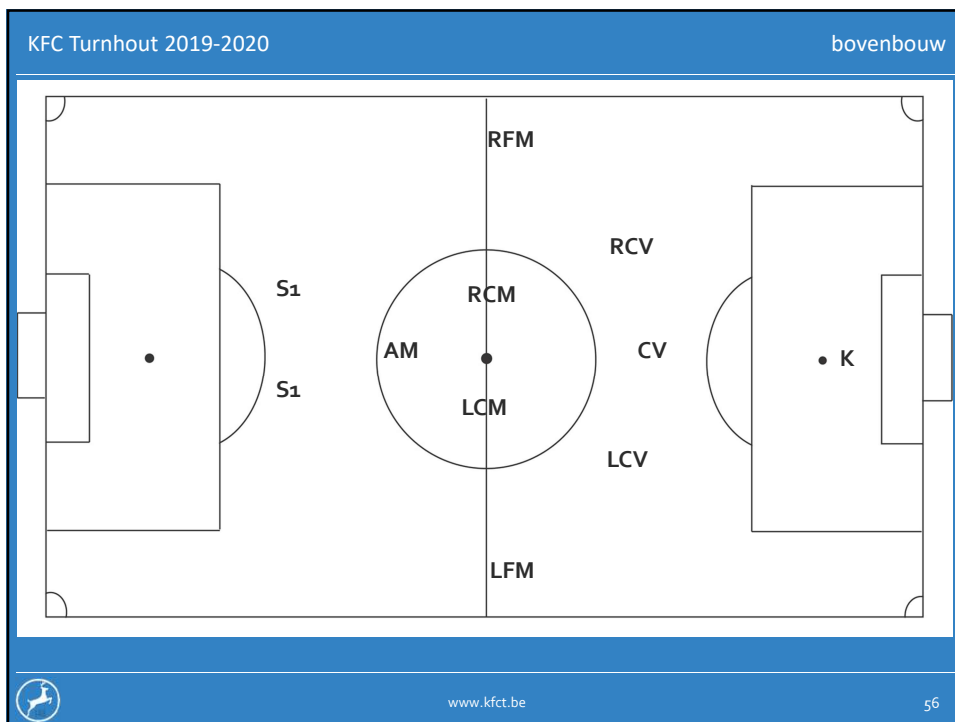 KFC Turnhout 2019-2020
bovenbouw
RFM
RCV
S1
RCM
AM
CV
K
S1
LCM
LCV
LFM
www.kfct.be
56